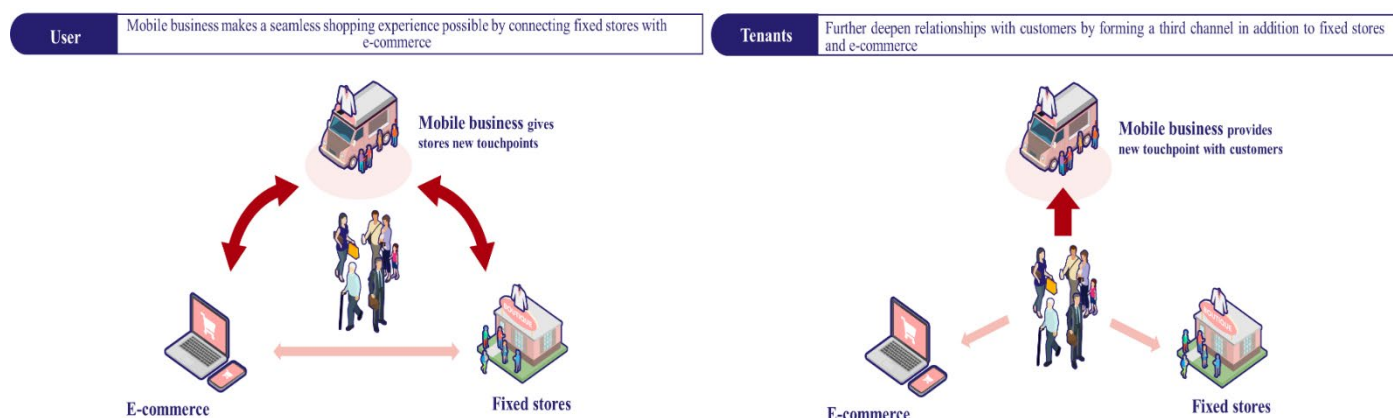 User
Mobile business makes a seamless shopping experience possible by connecting fixed stores with
e-commerce
Mobile business gives
stores new touchpoints
E-commerce
Fixed stores
BOUTIQUE
Tenants
Further deepen relationships with customers by forming a third channel in addition to fixed stores
and e-commerce
Mobile business provides
new touchpoint with customers
E-commerce
Fixed stores
BOUTIQUE